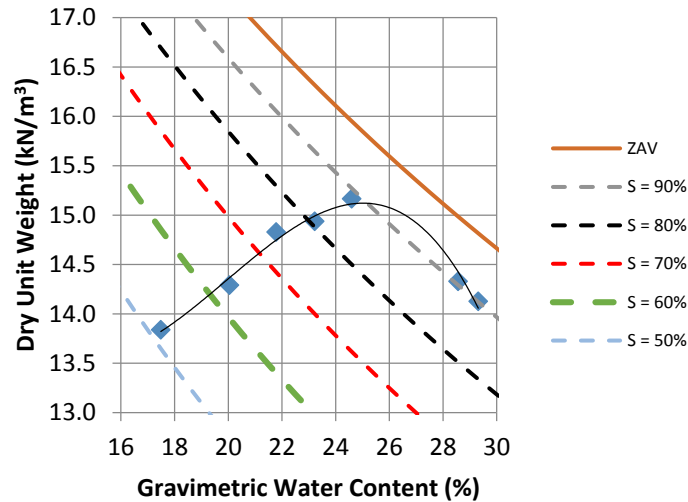 17.0
16.5
16.0
15.5
15.0
14.5
14.0
13.5
13.0
Dry Unit Weight (kN/m³)
16 18 20 22 24 26 28 30
Gravimetric Water Content (%)
ZAV
S = 90%
S = 80%
S = 70%
S = 60%
S = 50%